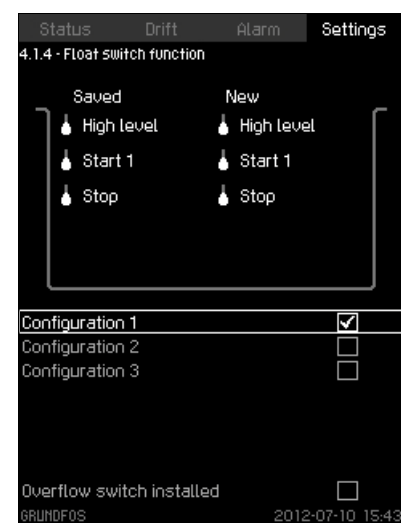 Status Drift Alarm Settings
4.1.4 - Float switch function
Saved New
High level High level
Start 1 Start 1
Stop Stop
Configuration 1
Configuration 2
Configuration 3
Overflow switch installed
GRUNDFOS 2012-07-10 15:43